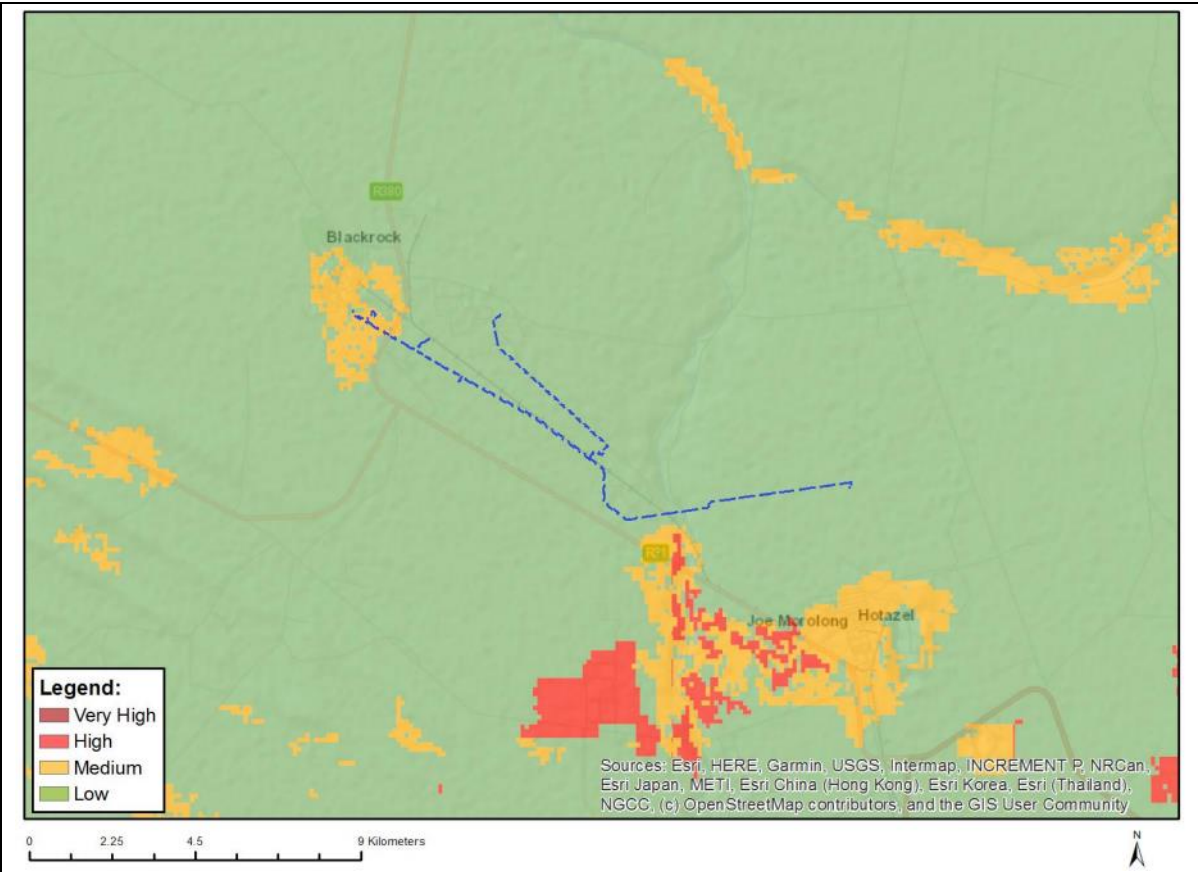 R380
Blackrock
R31
Joe Morolong
Hotazel
Legend:
Very High
High
Medium
Low
Sources: Esri, HERE, Garmin, USGS, Intermap, INCREMENT P, NRCan,
Esri Japan, METI, Esri China (Hong Kong), Esri Korea, Esri (Thailand),
NGCC, (c) OpenStreetMap contributors, and the GIS User Community
0 2.25 4.5 9 Kilometers
N